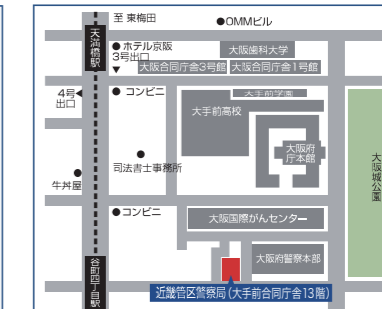 至 東梅田
●OMMビル
天満橋駅
●ホテル京阪
3号出口
▼
大阪歯科大学
大阪合同庁舎3号館
大阪合同庁舎1号館
4号◀
出口
●コンビニ
大手前学園
大手前高校
大阪府
庁本館
大阪城公園
●
司法書士事務所
●
牛丼屋
●コンビニ
大阪国際がんセンター
大阪府警察本部
谷町四丁目駅
近畿管区警察局(大手前合同庁舎13階)